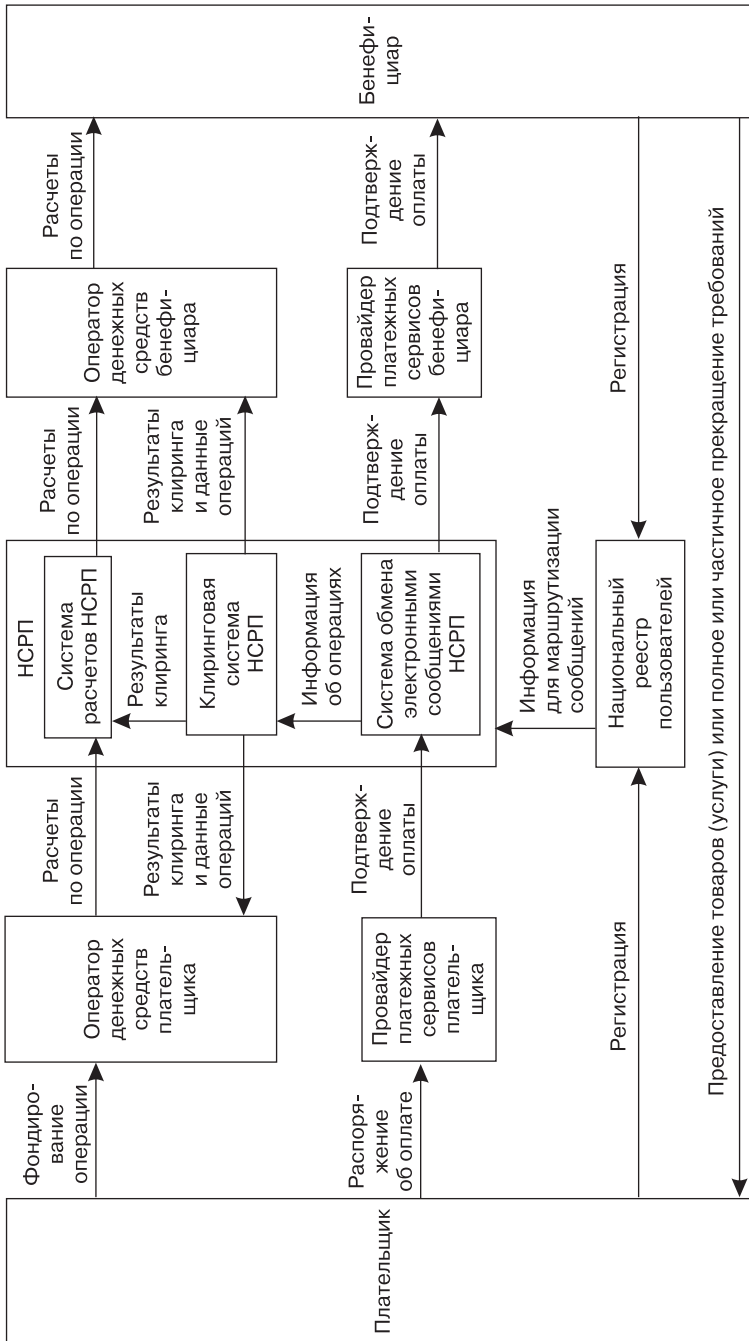 Плательщик
Фондиро-
вание
операции
Распоря-
жение
об оплате
Оператор
денежных
средств
платель-
щика
Провайдер
платежных
сервисов
платель-
щика
Регистрация
Расчеты
по операции
Результаты
клиринга
и данные
операций
Подтверж-
дение
оплаты
НСРП
Система
расчетов НСРП
Результаты
клиринга
Клиринговая
система
НСРП
Информация
об операциях
Система обмена
электронными
сообщениями
НСРП
Информация
для маршрутизации
сообщений
Национальный
реестр
пользователей
Расчеты
по операции
Результаты
клиринга
и данные
операций
Подтверж-
дение
оплаты
Оператор
денежных
средств
бенефи-
циара
Провайдер
платежных
сервисов
бенефи-
циара
Регистрация
Расчеты
по операции
Подтверж-
дение
оплаты
Бенефи-
циар
Предоставление товаров (услуги) или полное или частичное прекращение требований